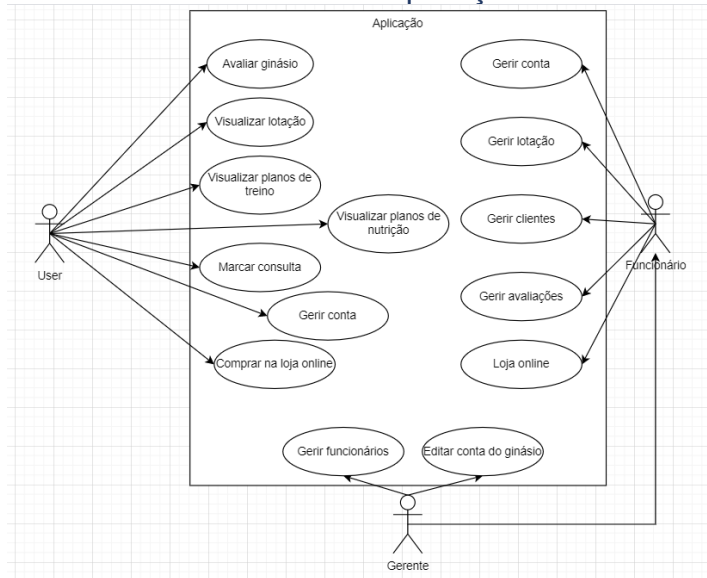 Aplicação
Avaliar ginásio
Gerir conta
Visualizar lotação
Gerir lotação
Visualizar planos de
treino
Visualizar planos de
nutrição
Gerir clientes
User
Funcionário
Marcar consulta
Gerir conta
Gerir avaliações
Comprar na loja online
Loja online
Gerir funcionários
Editar conta do ginásio
Gerente